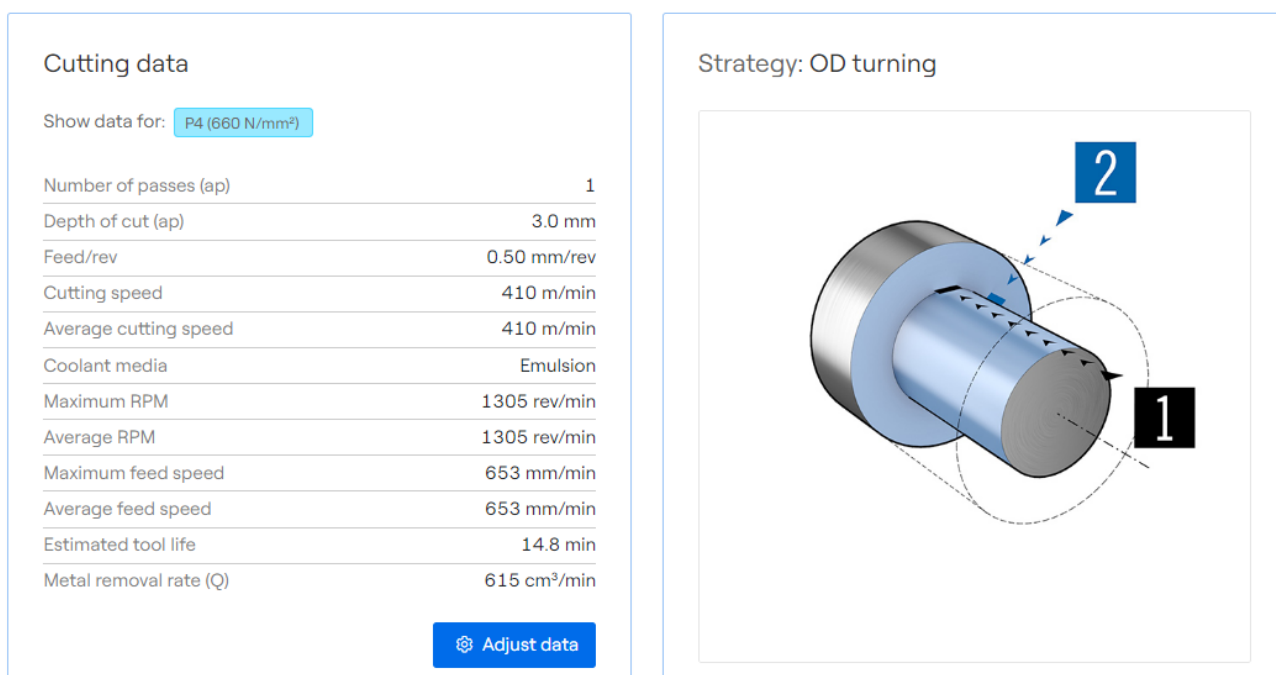 Cutting data
Show data for: P4 (660 N/mm²)
Number of passes (ap) 1
Depth of cut (ap) 3.0 mm
Feed/rev 0.50 mm/rev
Cutting speed 410 m/min
Average cutting speed 410 m/min
Coolant media Emulsion
Maximum RPM 1305 rev/min
Average RPM 1305 rev/min
Maximum feed speed 653 mm/min
Average feed speed 653 mm/min
Estimated tool life 14.8 min
Metal removal rate (Q) 615 cm³/min
Adjust data
Strategy: OD turning
2
1